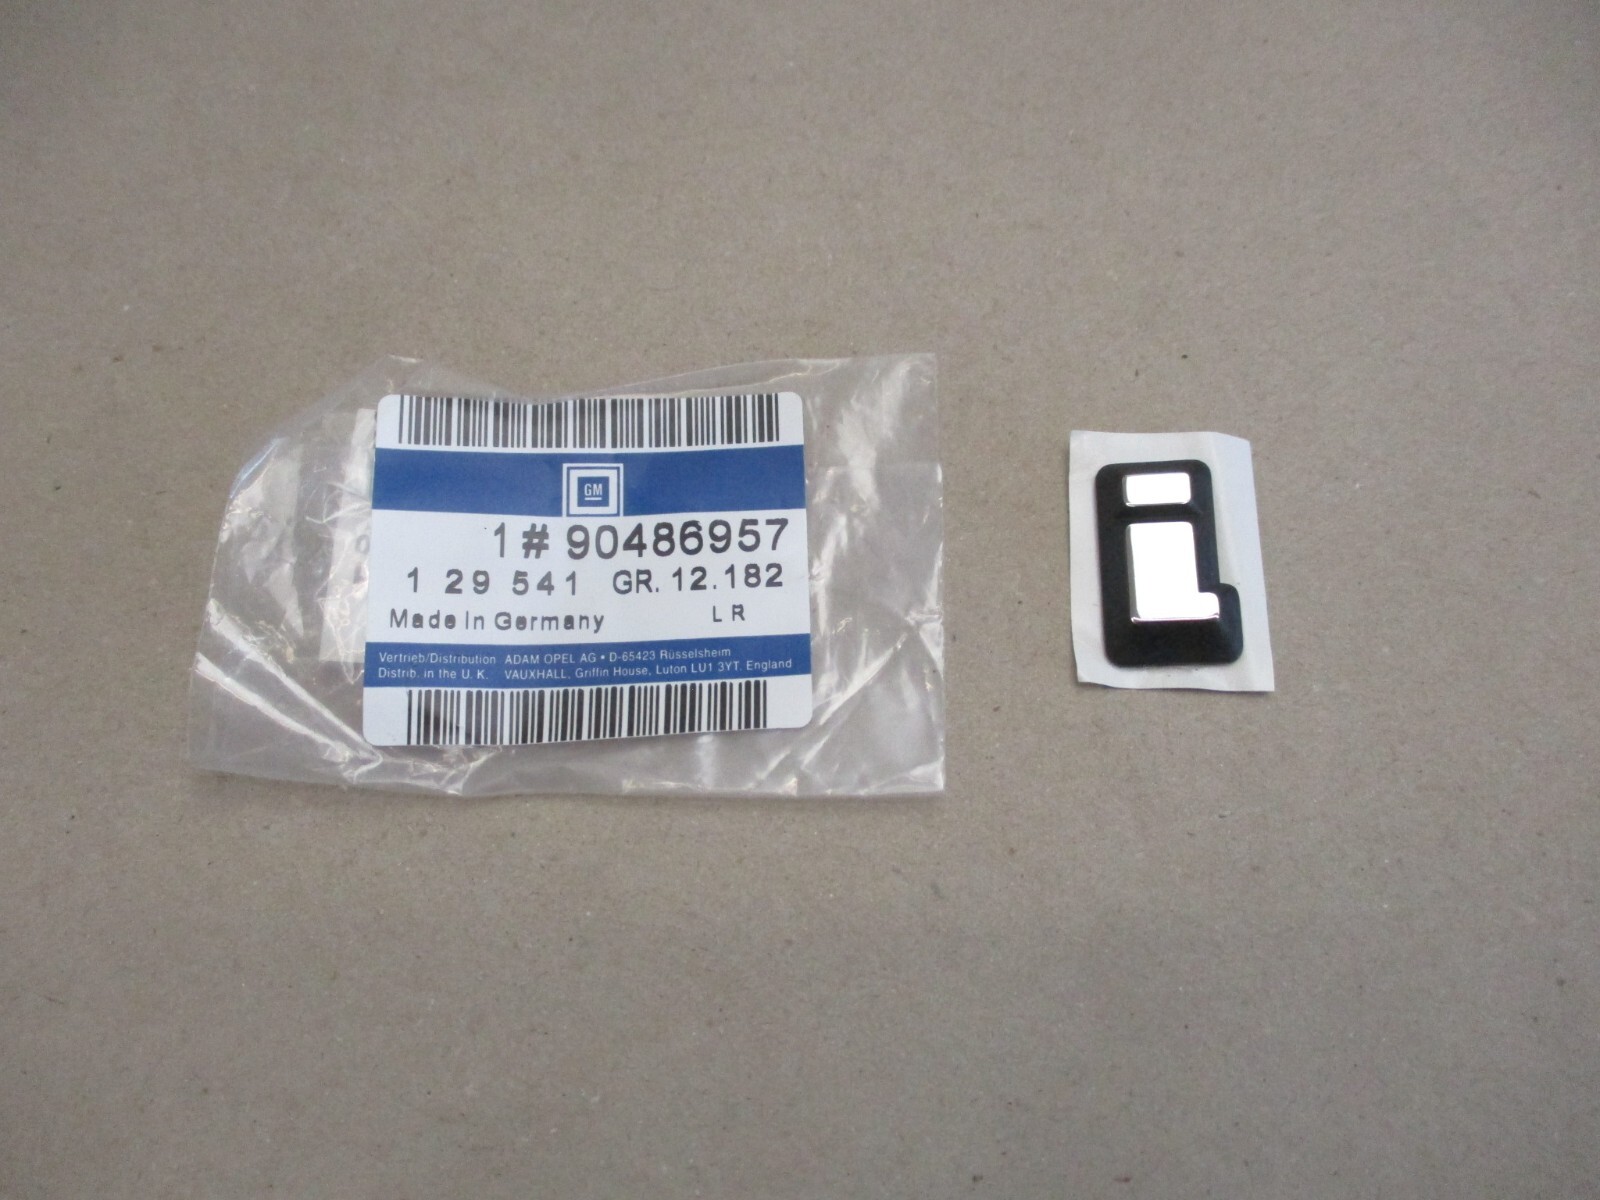 GM
1 # 90486957
1 29 541 GR. 12.182
Made In Germany LR
Vertrieb/Distribution ADAM OPEL AG • D-65423 Rüsselsheim
Distrib. in the U. K. VAUXHALL, Griffin House, Luton LU1 3YT, England
i